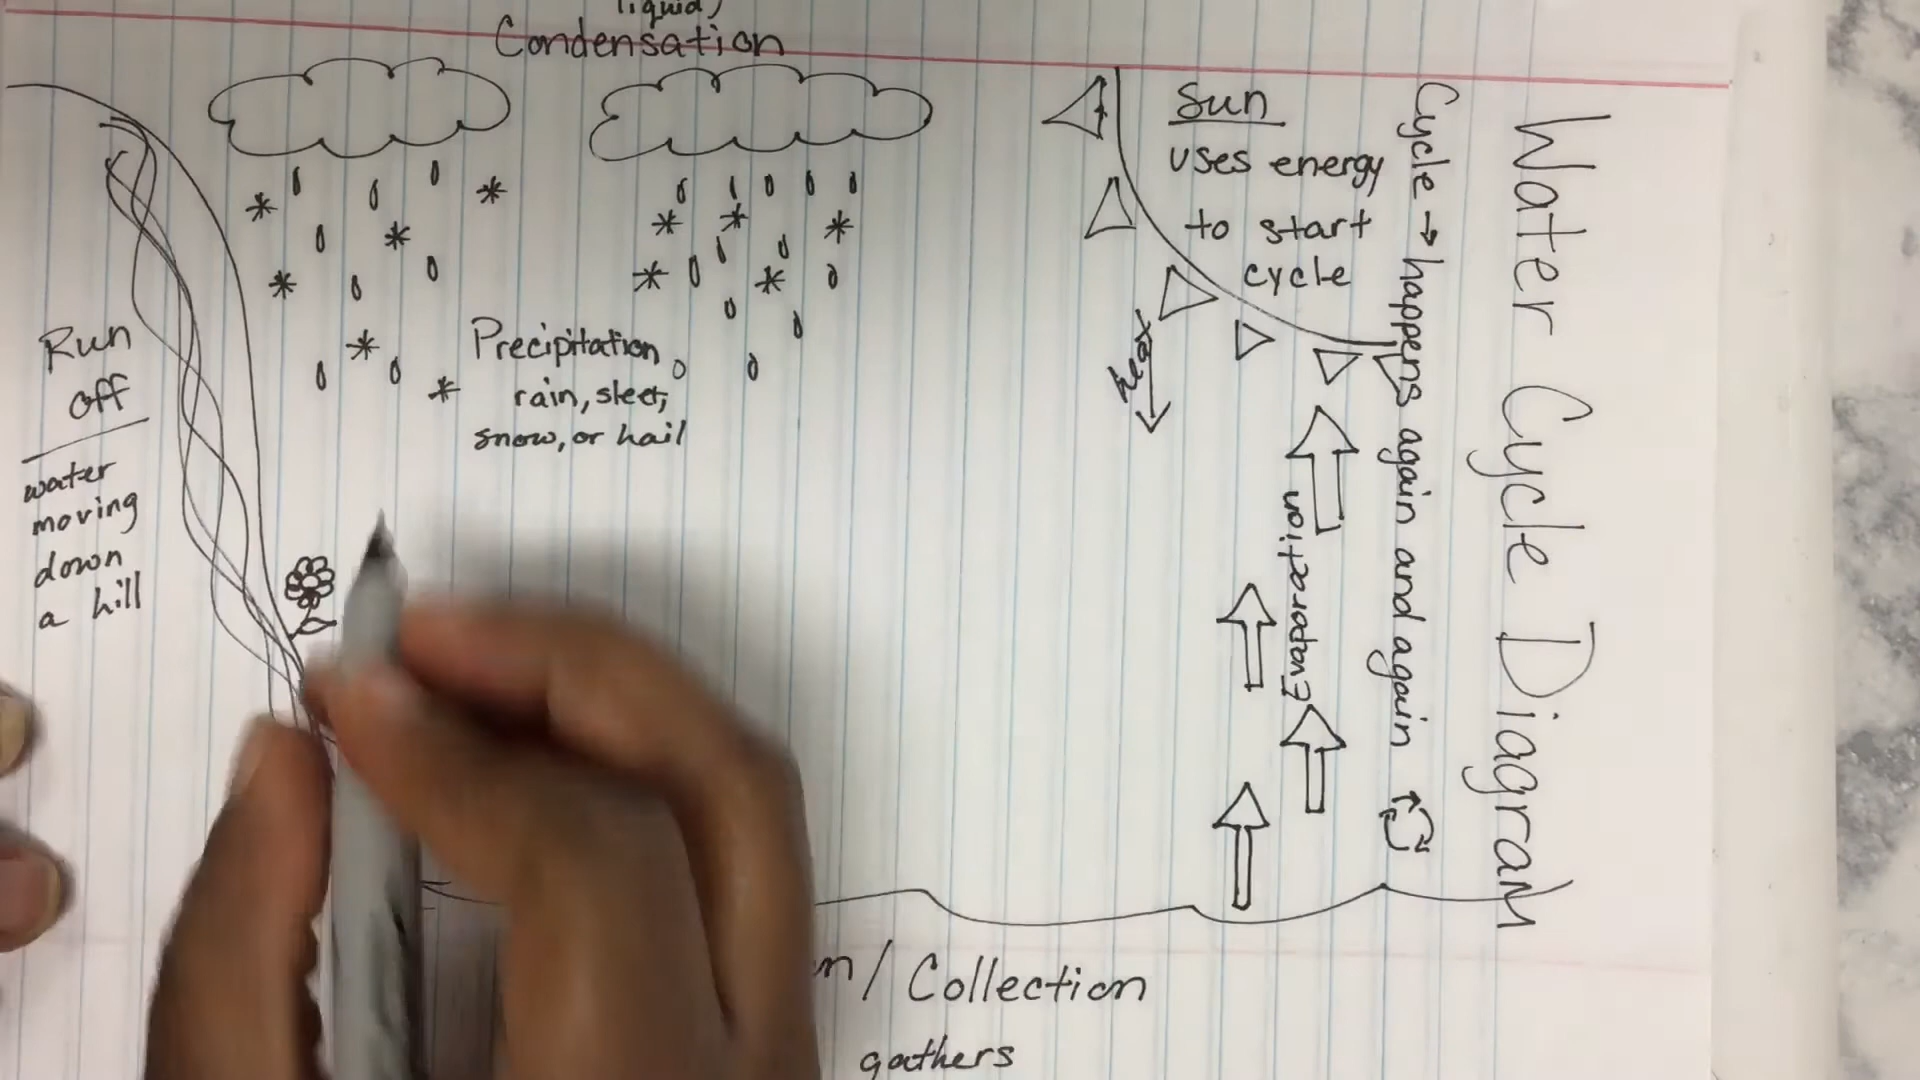 Water Cycle Diagram
Cycle → happens again and again
liquid)
Condensation
Sun
uses energy
to start
cycle
heat
Precipitation
rain, sleet,
snow, or hail
Run
off
water
moving
down
a hill
Evaporation
/ Collection
gathers